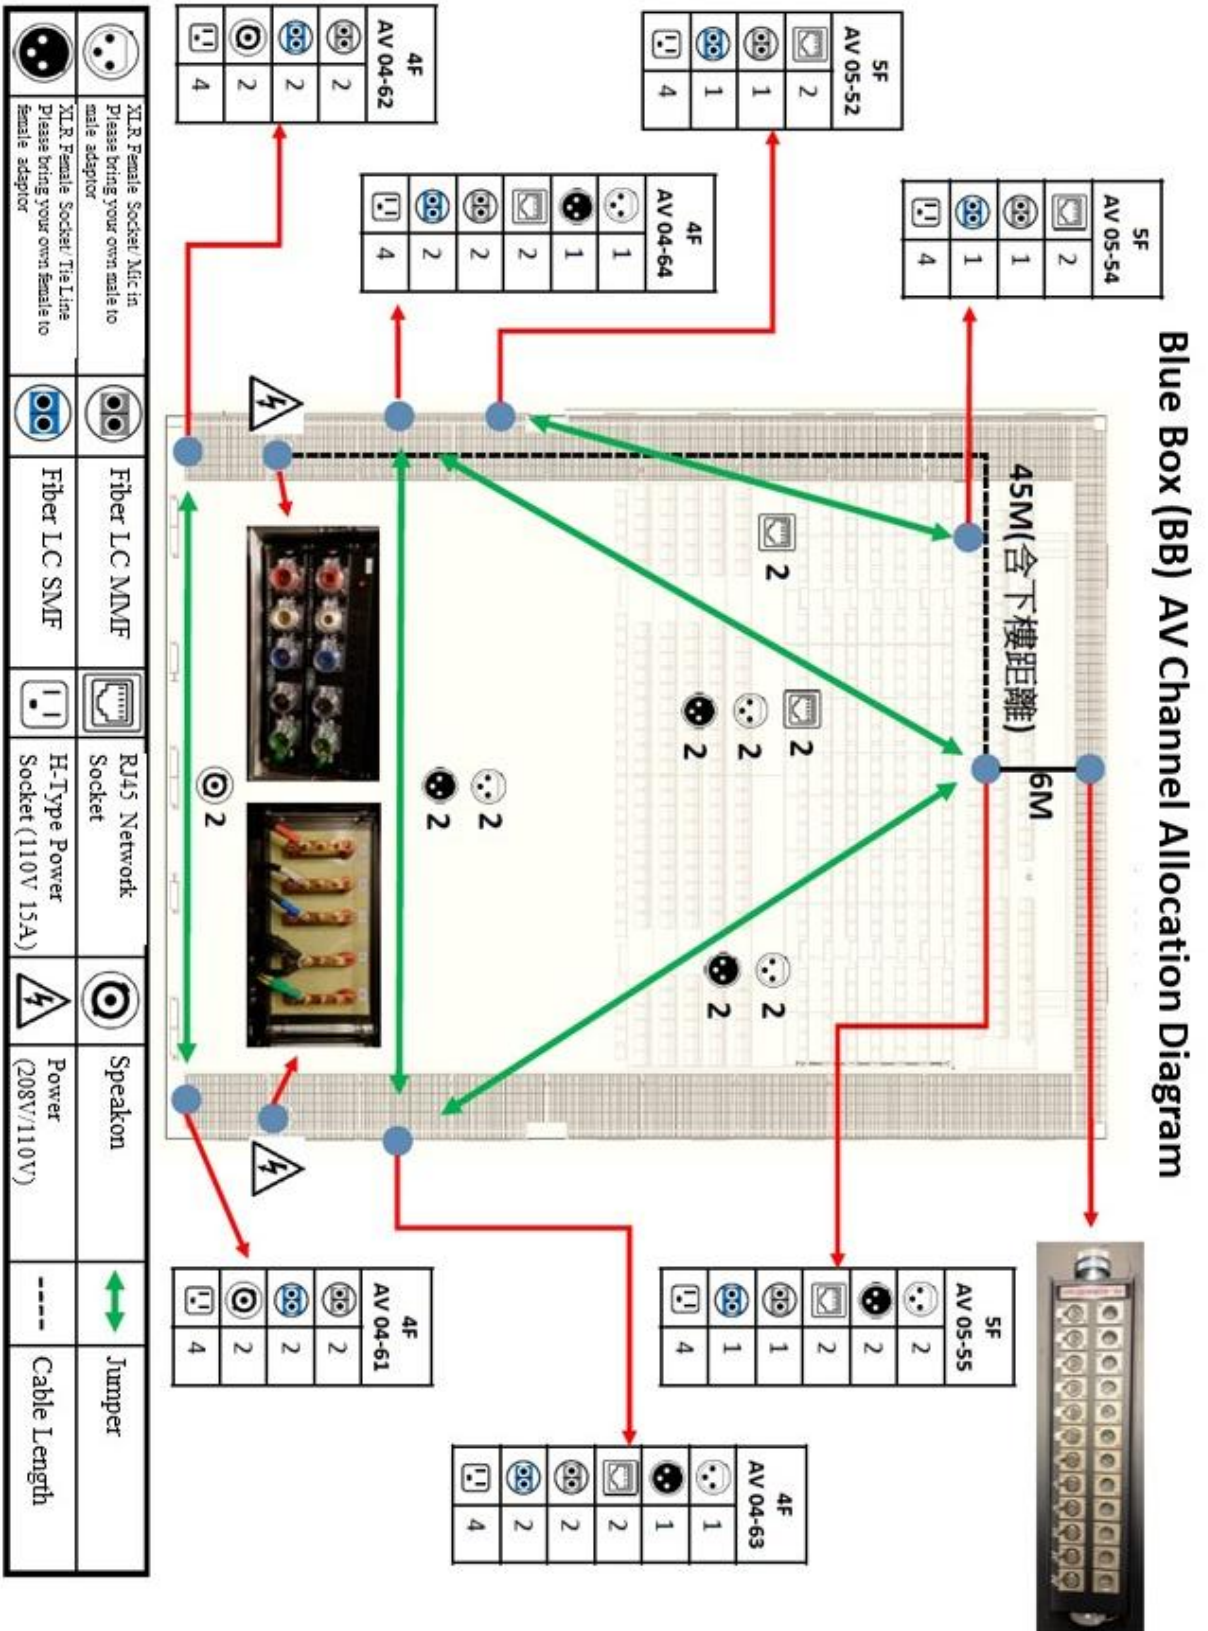 Blue Box (BB) AV Channel Allocation Diagram
5F
AV 05-54
2
1
1
4
5F
AV 05-52
2
1
1
4
4F
AV 04-64
1
1
2
2
2
4
4F
AV 04-62
2
2
2
4
45M(含下樓距離)
6M
2
2
2
2
2
2
2
2
2
5F
AV 05-55
2
2
2
1
1
4
4F
AV 04-63
1
1
2
2
2
4
4F
AV 04-61
2
2
2
4
XLR Female Socket/ Mic in
Please bring your own male to
male adaptor
Fiber LC MMF
RJ45 Network
Socket
Speakon
Jumper
XLR Female Socket/ Tie Line
Please bring your own female to
female adaptor
Fiber LC SMF
H-Type Power
Socket (110V 15A)
Power
(208V/110V)
Cable Length